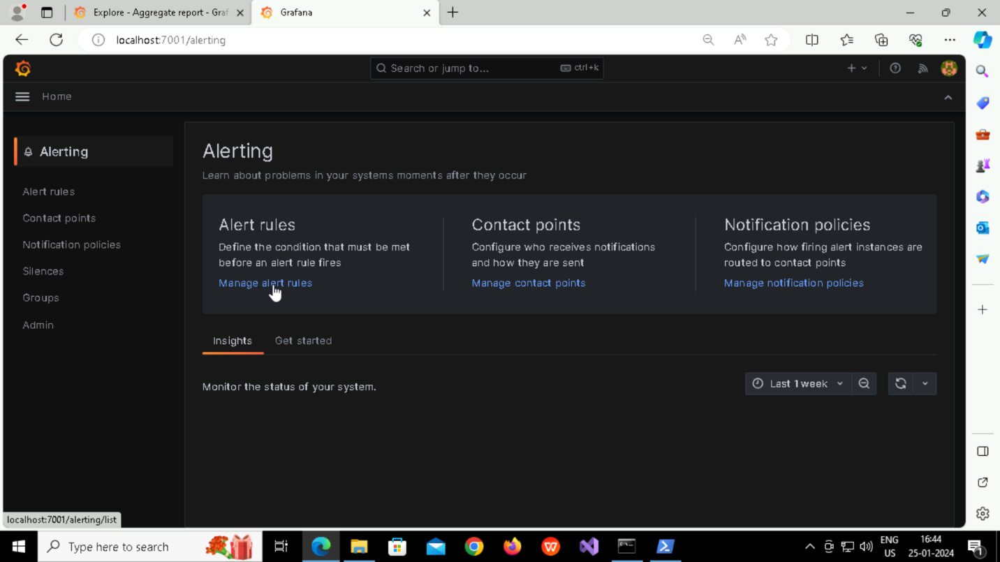 Explore - Aggregate report - Graf
Grafana
localhost:7001/alerting
Search or jump to...
ctrl+k
Home
Alerting
Alert rules
Contact points
Notification policies
Silences
Groups
Admin
Alerting
Learn about problems in your systems moments after they occur
Alert rules
Define the condition that must be met
before an alert rule fires
Manage alert rules
Contact points
Configure who receives notifications
and how they are sent
Manage contact points
Notification policies
Configure how firing alert instances are
routed to contact points
Manage notification policies
Insights
Get started
Monitor the status of your system.
Last 1 week
localhost:7001/alerting/list
Type here to search
ENG
US
16:44
25-01-2024
1